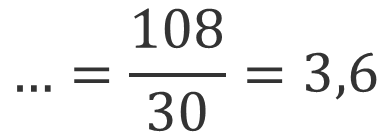 ... = 108/30 = 3,6